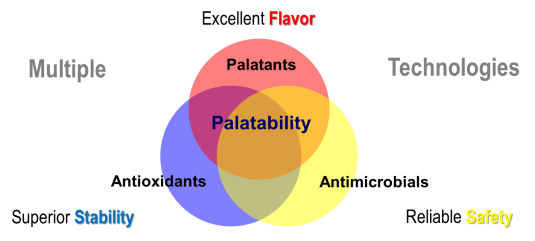 Excellent Flavor
Multiple
Technologies
Palatants
Palatability
Antioxidants
Antimicrobials
Superior Stability
Reliable Safety